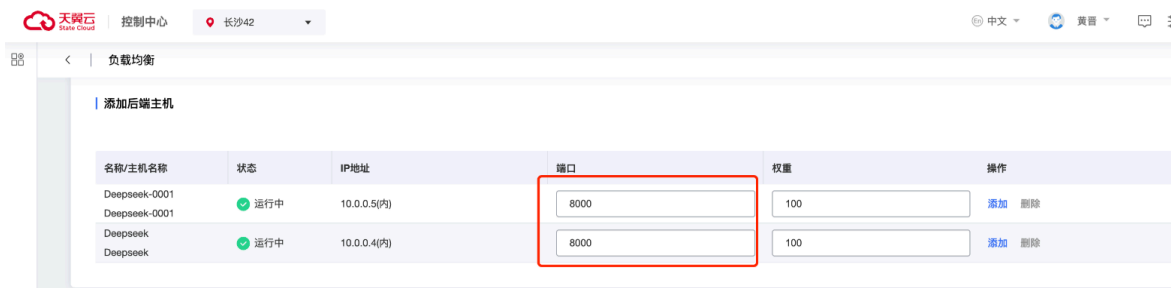 天翼云 State Cloud 控制中心 长沙42 中文 黄晋
负载均衡
添加后端主机
名称/主机名称 状态 IP地址 端口 权重 操作
Deepseek-0001
Deepseek-0001
运行中 10.0.0.5(内) 8000 100 添加 删除
Deepseek
Deepseek
运行中 10.0.0.4(内) 8000 100 添加 删除